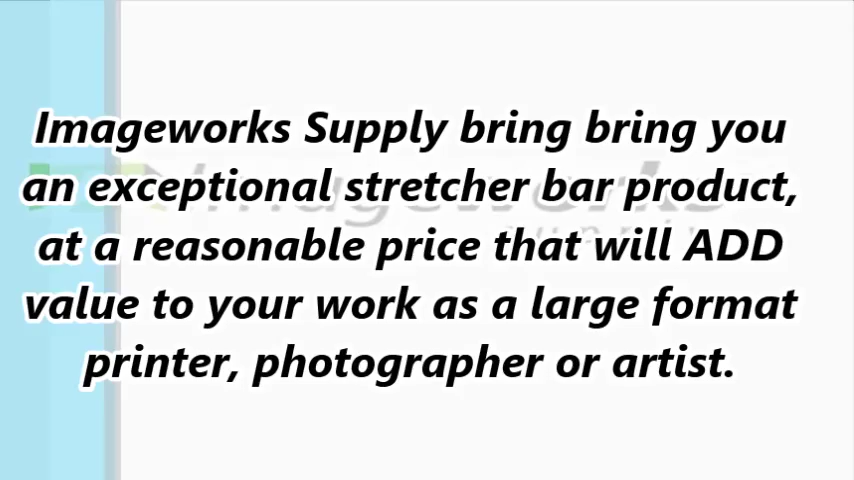 Imageworks Supply bring bring you
an exceptional stretcher bar product,
at a reasonable price that will ADD
value to your work as a large format
printer, photographer or artist.
Imageworks